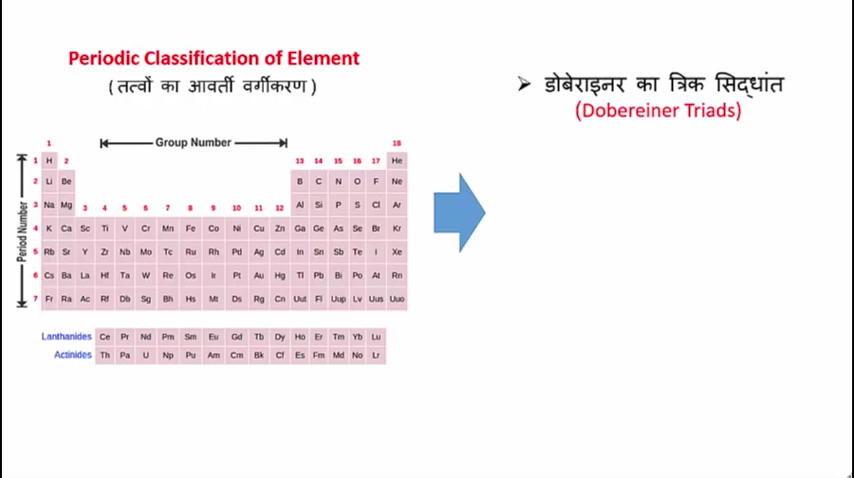 Periodic Classification of Element
(तत्वों का आवर्ती वर्गीकरण)
➢ डोबेराइनर का त्रिक सिद्धांत
(Dobereiner Triads)
1 Group Number 18
1 H 2 13 14 15 16 17 He
2 Li Be B C N O F Ne
3 Na Mg 3 4 5 6 7 8 9 10 11 12 Al Si P S Cl Ar
4 K Ca Sc Ti V Cr Mn Fe Co Ni Cu Zn Ga Ge As Se Br Kr
5 Rb Sr Y Zr Nb Mo Tc Ru Rh Pd Ag Cd In Sn Sb Te I Xe
6 Cs Ba La Hf Ta W Re Os Ir Pt Au Hg Tl Pb Bi Po At Rn
7 Fr Ra Ac Rf Db Sg Bh Hs Mt Ds Rg Cn Uut Fl Uup Lv Uus Uuo
Period Number
Lanthanides Ce Pr Nd Pm Sm Eu Gd Tb Dy Ho Er Tm Yb Lu
Actinides Th Pa U Np Pu Am Cm Bk Cf Es Fm Md No Lr